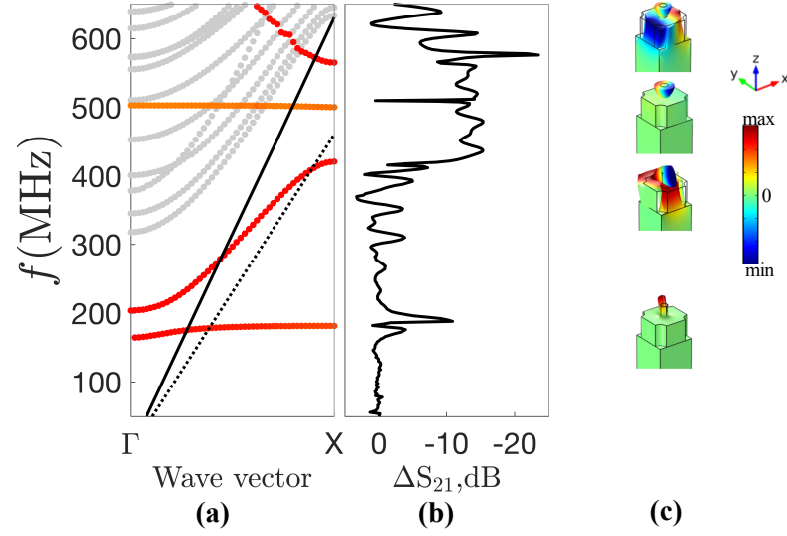 600
500
400
300
200
100
f (MHz)
Γ X
0 -10 -20
Wave vector
ΔS21,dB
(a)
(b)
(c)
z
y
x
max
0
min